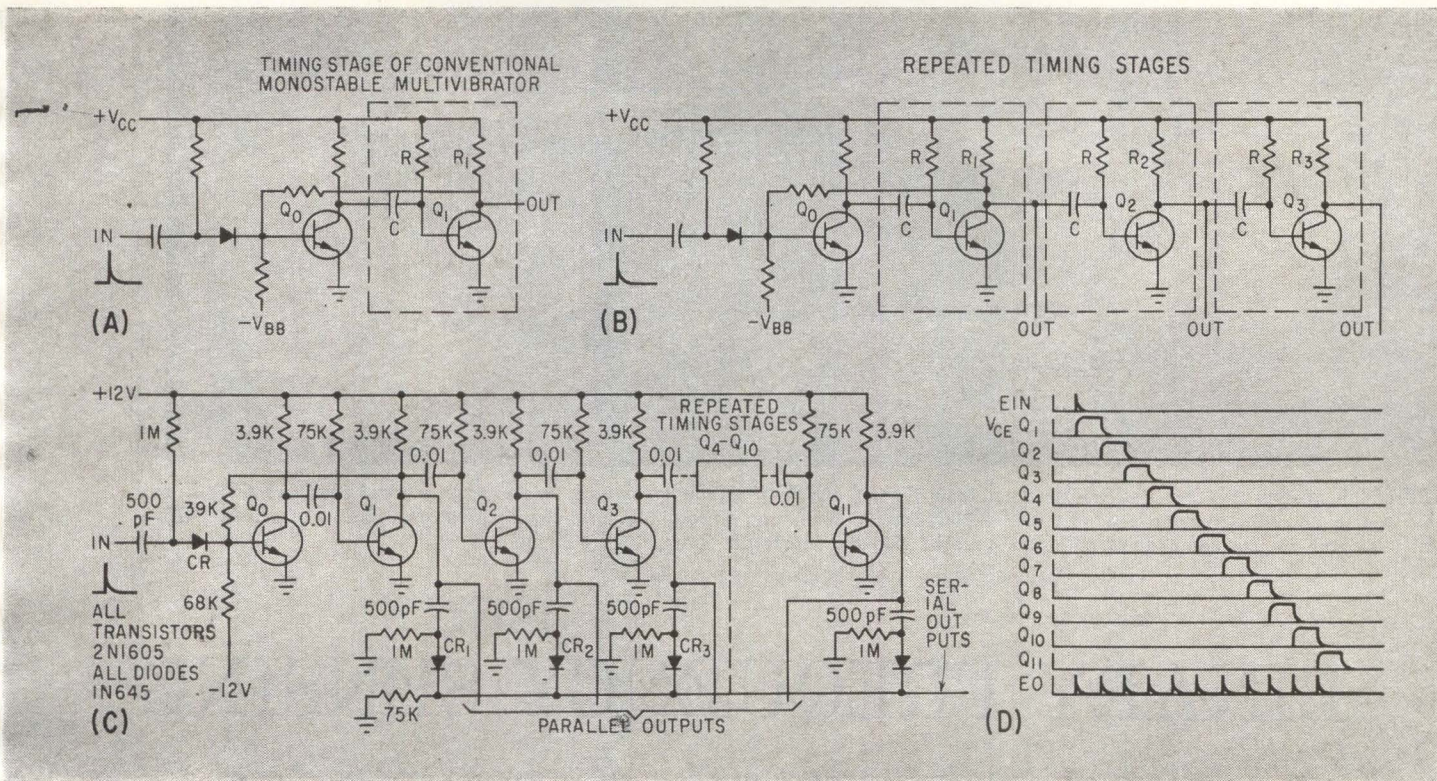 TIMING STAGE OF CONVENTIONAL
MONOSTABLE MULTIVIBRATOR
+VCC
R
R1
Q0
Q1
C
OUT
IN
-VBB
(A)
REPEATED TIMING STAGES
+VCC
R
R1
R
R2
R
R3
Q0
C
Q1
C
Q2
C
Q3
IN
-VBB
OUT
OUT
OUT
(B)
+12V
1M
3.9K
75K
3.9K
75K
3.9K
75K
3.9K
REPEATED
TIMING STAGES
Q4-Q10
75K
3.9K
0.01
0.01
0.01
0.01
500
pF
39K
Q0
0.01
Q1
Q2
Q3
Q11
IN
CR
68K
ALL
TRANSISTORS
2N1605
ALL DIODES
IN645
-12V
500pF
500pF
500pF
500pF
1M
CR1
1M
CR2
1M
CR3
1M
SER-
IAL
OUT
PUTS
75K
PARALLEL OUTPUTS
(C)
EIN
VCE Q1
Q2
Q3
Q4
Q5
Q6
Q7
Q8
Q9
Q10
Q11
EO
(D)